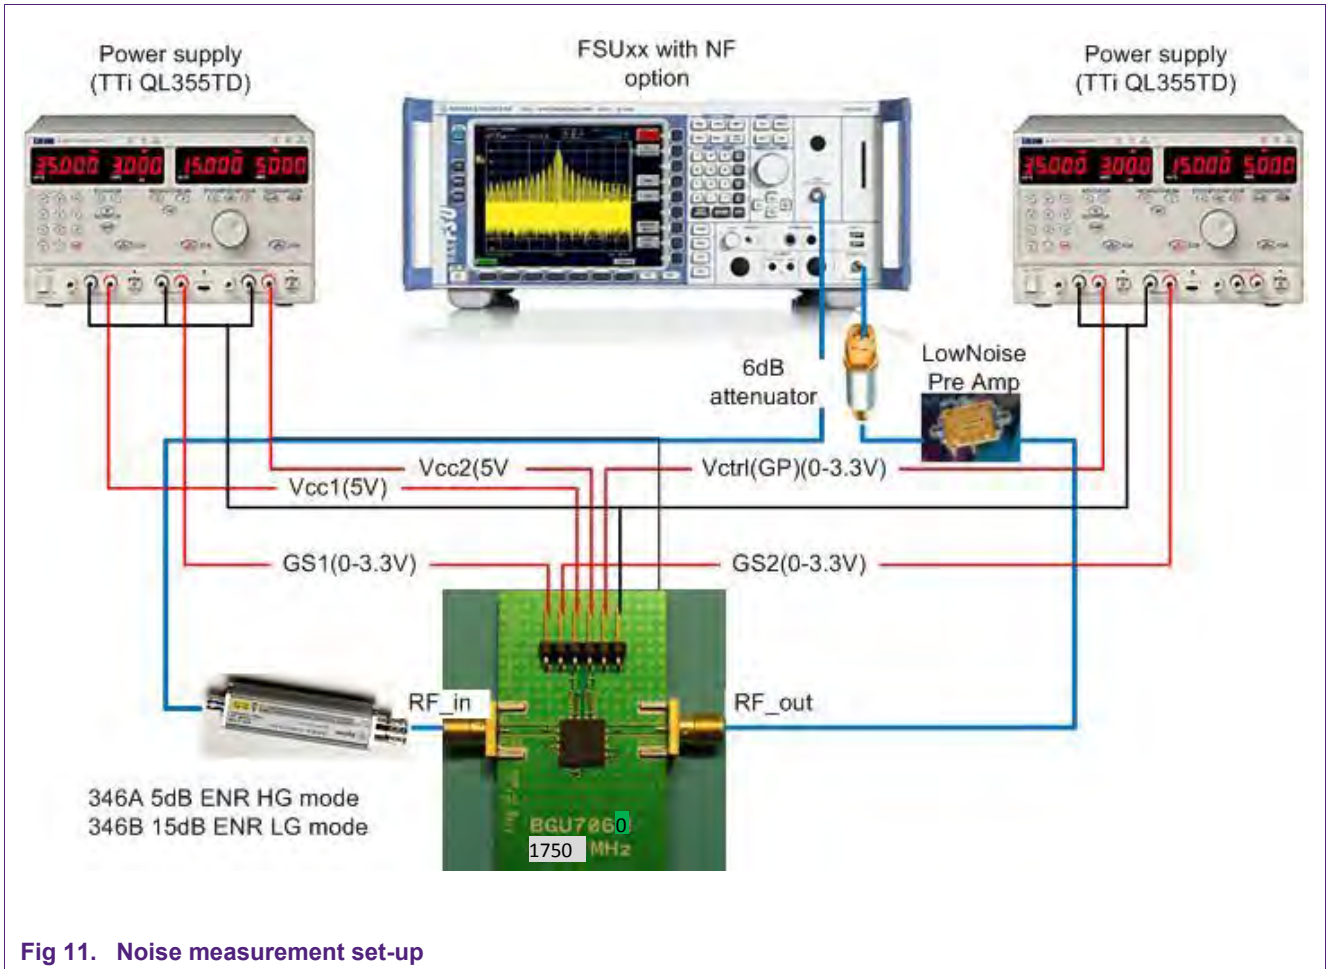 Power supply
(TTi QL355TD)
FSUxx with NF
option
Power supply
(TTi QL355TD)
35.000 3.000 15.000 5.000
35.000 3.000 15.000 5.000
FSU
6dB
attenuator
LowNoise
Pre Amp
Vcc2(5V
Vctrl(GP)(0-3.3V)
Vcc1(5V)
GS1(0-3.3V)
GS2(0-3.3V)
RF_in
RF_out
346A 5dB ENR HG mode
346B 15dB ENR LG mode
BGU7060
1750 MHz
Fig 11. Noise measurement set-up